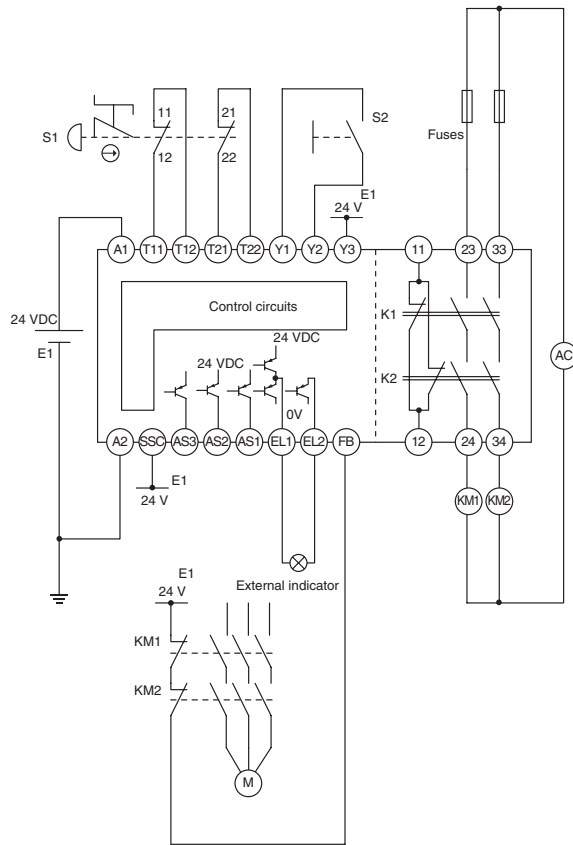 S1
11
12
21
22
S2
E1
24 V
Fuses
A1
T11
T12
T21
T22
Y1
Y2
Y3
11
23
33
24 VDC
E1
Control circuits
24 VDC
24 VDC
0V
K1
K2
AC
A2
SSC
AS3
AS2
AS1
EL1
EL2
FB
12
24
34
E1
24 V
KM1
KM2
External indicator
E1
24 V
KM1
KM2
M